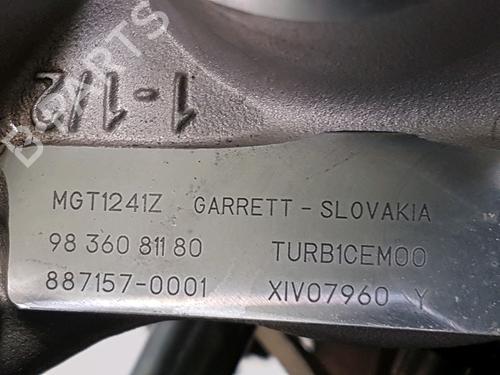 1-1/2
MGT1241Z GARRETT - SLOVAKIA
98 360 811 80 TURB1CEM00
887157-0001 XIV07960 Y